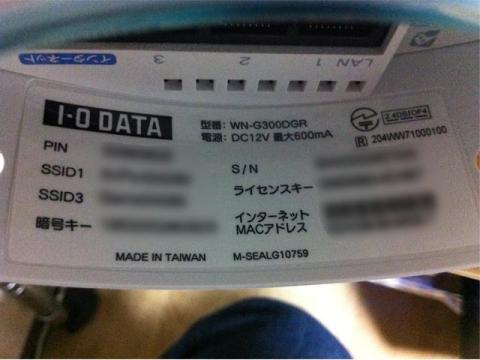 インターネット 3 2 1 LAN
I-O DATA
型番: WN-G300DGR
電源: DC12V 最大600mA
2.4DS/OF4
R 204WW71000100
PIN
SSID1
SSID3
暗号キー
S/N
ライセンスキー
インターネット
MACアドレス
MADE IN TAIWAN M-SEALG10759